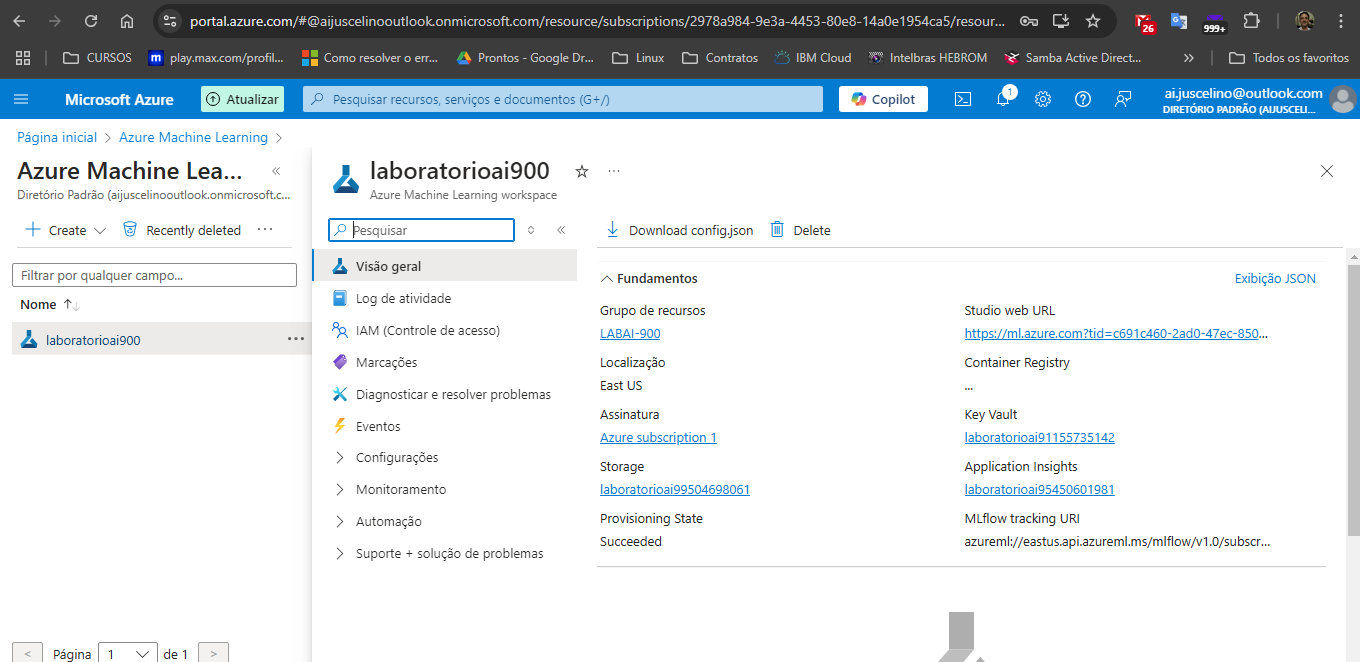 portal.azure.com/#@aijuscelinooutlook.onmicrosoft.com/resource/subscriptions/2978a984-9e3a-4453-80e8-14a0e1954ca5/resour...
26
999+
CURSOS
m play.max.com/profil...
Como resolver o err...
Prontos - Google Dr...
Linux
Contratos
IBM Cloud
Intelbras HEBROM
Samba Active Direct...
»
Todos os favoritos
Microsoft Azure
Atualizar
Pesquisar recursos, serviços e documentos (G+/)
Copilot
1
ai.juscelino@outlook.com
DIRETÓRIO PADRÃO (AIJUSCELI...
Página inicial > Azure Machine Learning >
Azure Machine Lea... «
Diretório Padrão (aijuscelinooutlook.onmicrosoft.c...
Create
Recently deleted
...
Filtrar por qualquer campo...
Nome ↑↓
laboratorioai900 ...
< Página 1 de 1 >
laboratorioai900 ...
Azure Machine Learning workspace
Pesquisar
«
Visão geral
Log de atividade
IAM (Controle de acesso)
Marcações
Diagnosticar e resolver problemas
Eventos
Configurações
Monitoramento
Automação
Suporte + solução de problemas
Download config.json
Delete
Fundamentos
Exibição JSON
Grupo de recursos
LABAI-900
Localização
East US
Assinatura
Azure subscription 1
Storage
laboratorioai99504698061
Provisioning State
Succeeded
Studio web URL
https://ml.azure.com?tid=c691c460-2ad0-47ec-850...
Container Registry
...
Key Vault
laboratorioai91155735142
Application Insights
laboratorioai95450601981
MLflow tracking URI
azureml://eastus.api.azureml.ms/mlflow/v1.0/subscr...